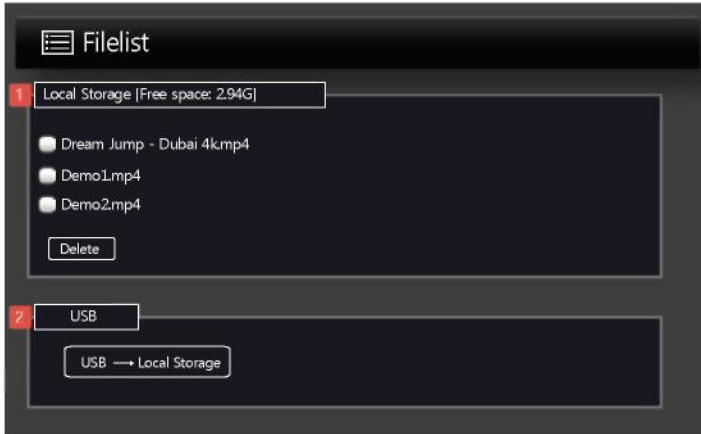 Filelist
1
Local Storage [Free space: 2.94G]
Dream Jump - Dubai 4k.mp4
Demo1.mp4
Demo2.mp4
Delete
2
USB
USB → Local Storage